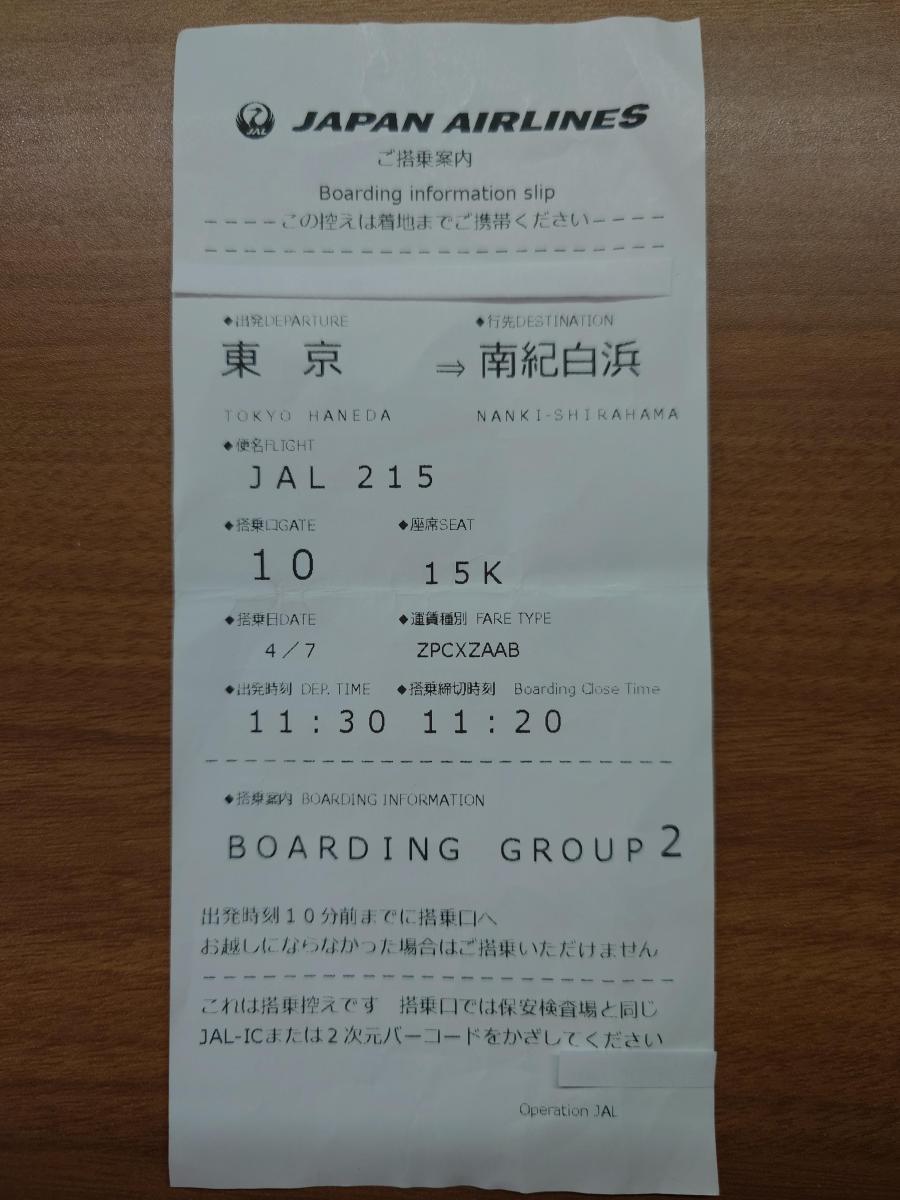 JAL JAPAN AIRLINES
ご搭乗案内
Boarding information slip
----この控えは着地までご携帯ください----
◆出発DEPARTURE ◆行先DESTINATION
東 京 ⇒ 南紀白浜
TOKYO HANEDA NANKI-SHIRAHAMA
◆便名FLIGHT
JAL 215
◆搭乗口GATE ◆座席SEAT
10 15K
◆搭乗日DATE ◆運賃種別 FARE TYPE
4/7 ZPCXZAAB
◆出発時刻 DEP. TIME ◆搭乗締切時刻 Boarding Close Time
11:30 11:20
◆搭乗案内 BOARDING INFORMATION
BOARDING GROUP 2
出発時刻10分前までに搭乗口へ
お越しにならなかった場合はご搭乗いただけません
これは搭乗控えです 搭乗口では保安検査場と同じ
JAL-ICまたは2次元バーコードをかざしてください
Operation JAL